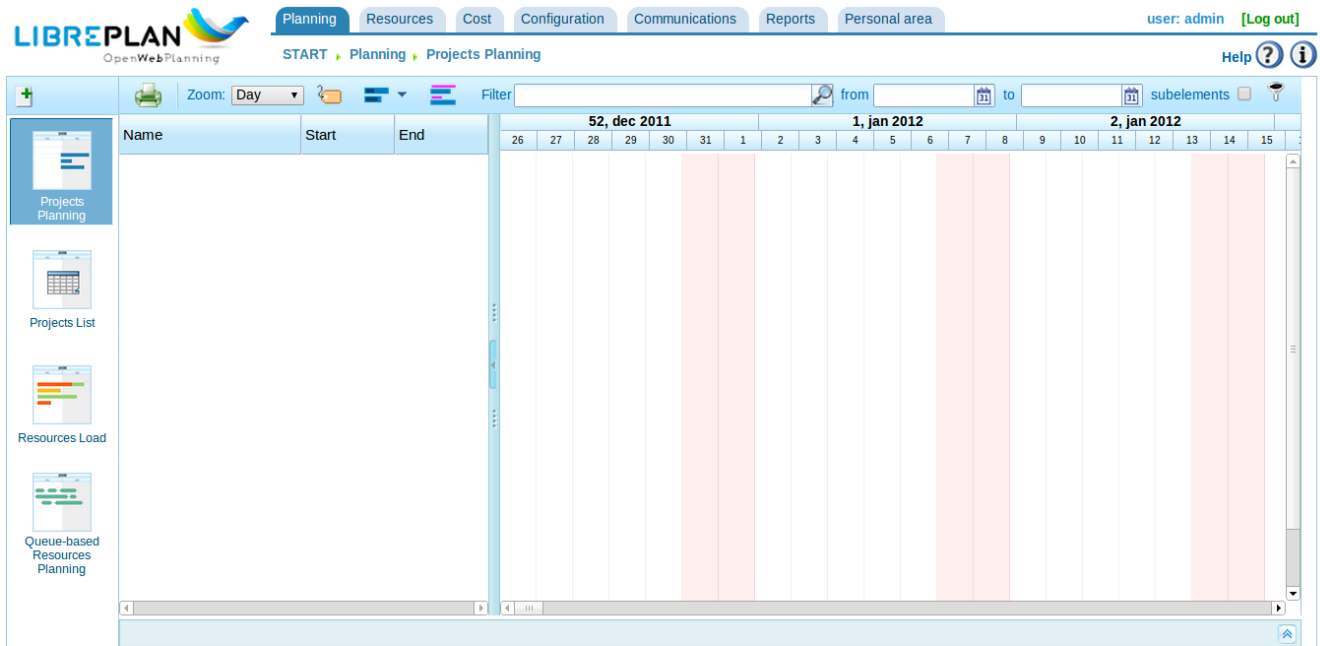 LIBREPLAN
OpenWebPlanning
Planning Resources Cost Configuration Communications Reports Personal area
user: admin [Log out]
START Planning Projects Planning
Help
Zoom: Day
Filter from to subelements
31 31
Name Start End
52, dec 2011 1, jan 2012 2, jan 2012
26 27 28 29 30 31 1 2 3 4 5 6 7 8 9 10 11 12 13 14 15
Projects
Planning
Projects List
Resources Load
Queue-based
Resources
Planning